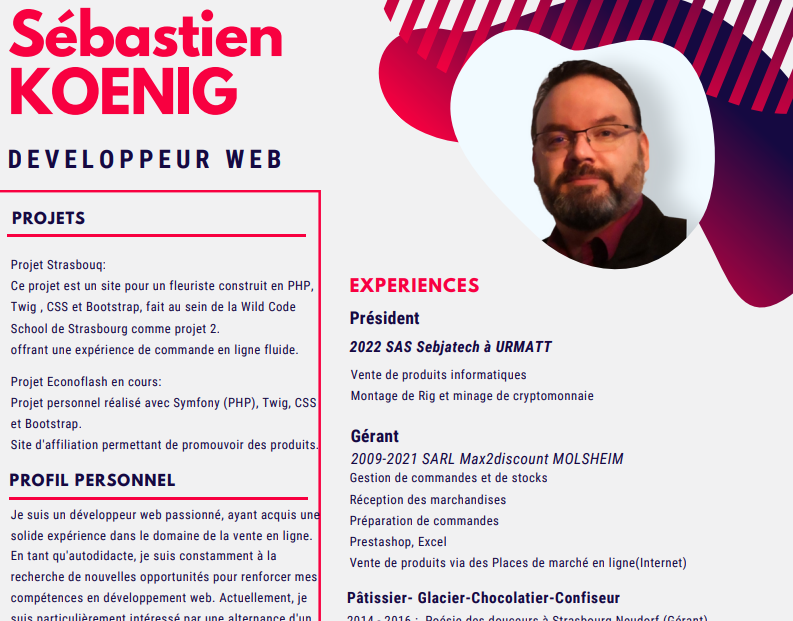 Sébastien
KOENIG
DEVELOPPEUR WEB
PROJETS
Projet Strasbouq:
Ce projet est un site pour un fleuriste construit en PHP,
Twig , CSS et Bootstrap, fait au sein de la Wild Code
School de Strasbourg comme projet 2.
offrant une expérience de commande en ligne fluide.
Projet Econoflash en cours:
Projet personnel réalisé avec Symfony (PHP), Twig, CSS
et Bootstrap.
Site d'affiliation permettant de promouvoir des produits.
PROFIL PERSONNEL
Je suis un développeur web passionné, ayant acquis une
solide expérience dans le domaine de la vente en ligne.
En tant qu'autodidacte, je suis constamment à la
recherche de nouvelles opportunités pour renforcer mes
compétences en développement web. Actuellement, je
suis particulièrement intéressé par une alternance d'un
EXPERIENCES
Président
2022 SAS Sebjatech à URMATT
Vente de produits informatiques
Montage de Rig et minage de cryptomonnaie
Gérant
2009-2021 SARL Max2discount MOLSHEIM
Gestion de commandes et de stocks
Réception des marchandises
Préparation de commandes
Prestashop, Excel
Vente de produits via des Places de marché en ligne(Internet)
Pâtissier- Glacier-Chocolatier-Confiseur
2014 - 2016 : Poésie des douceurs à Strasbourg Neudorf (Gérant)